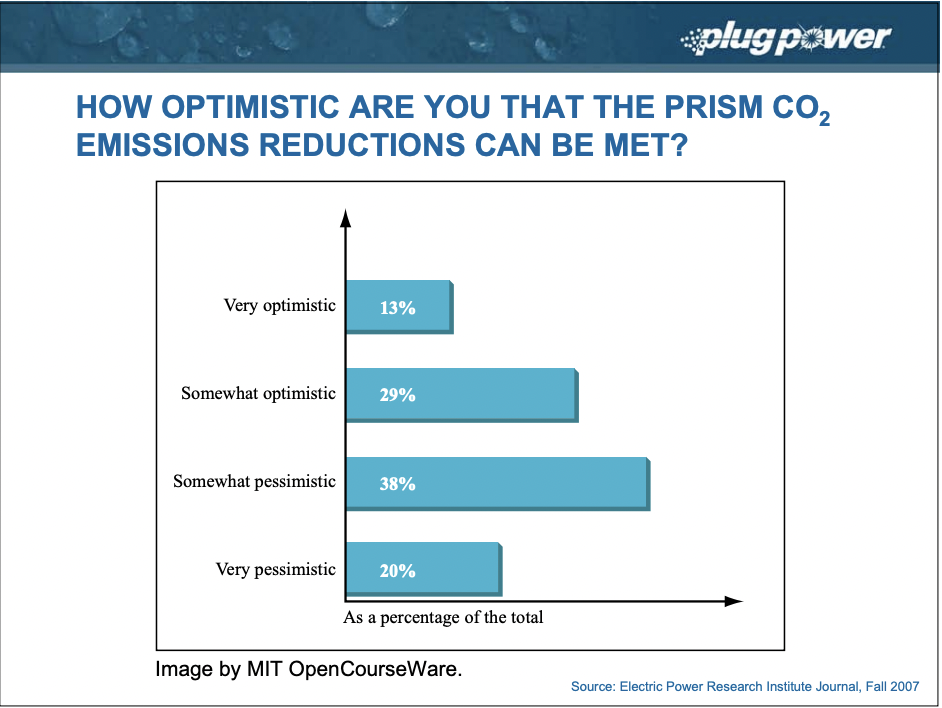 plug power
HOW OPTIMISTIC ARE YOU THAT THE PRISM CO₂
EMISSIONS REDUCTIONS CAN BE MET?
Very optimistic 13%
Somewhat optimistic 29%
Somewhat pessimistic 38%
Very pessimistic 20%
As a percentage of the total
Image by MIT OpenCourseWare.
Source: Electric Power Research Institute Journal, Fall 2007